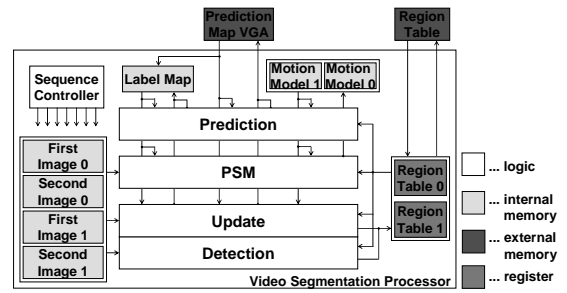 Prediction
Map VGA
Region
Table
Sequence
Controller
Label Map
Motion
Model 1
Motion
Model 0
Prediction
First
Image 0
Second
Image 0
First
Image 1
Second
Image 1
PSM
Update
Detection
Region
Table 0
Region
Table 1
Video Segmentation Processor
... logic
... internal
memory
... external
memory
... register